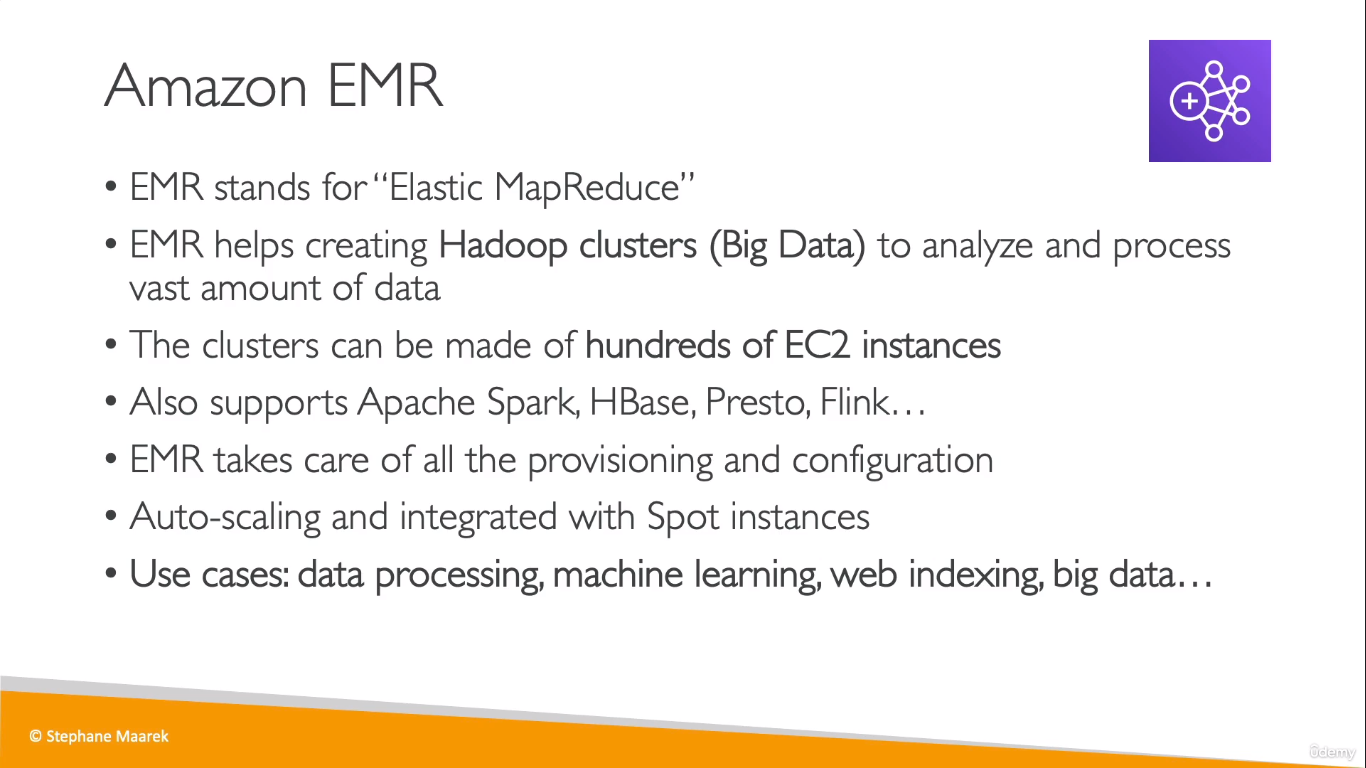 Amazon EMR
• EMR stands for “Elastic MapReduce”
• EMR helps creating Hadoop clusters (Big Data) to analyze and process
vast amount of data
• The clusters can be made of hundreds of EC2 instances
• Also supports Apache Spark, HBase, Presto, Flink…
• EMR takes care of all the provisioning and configuration
• Auto-scaling and integrated with Spot instances
• Use cases: data processing, machine learning, web indexing, big data…
© Stephane Maarek
ûdemy